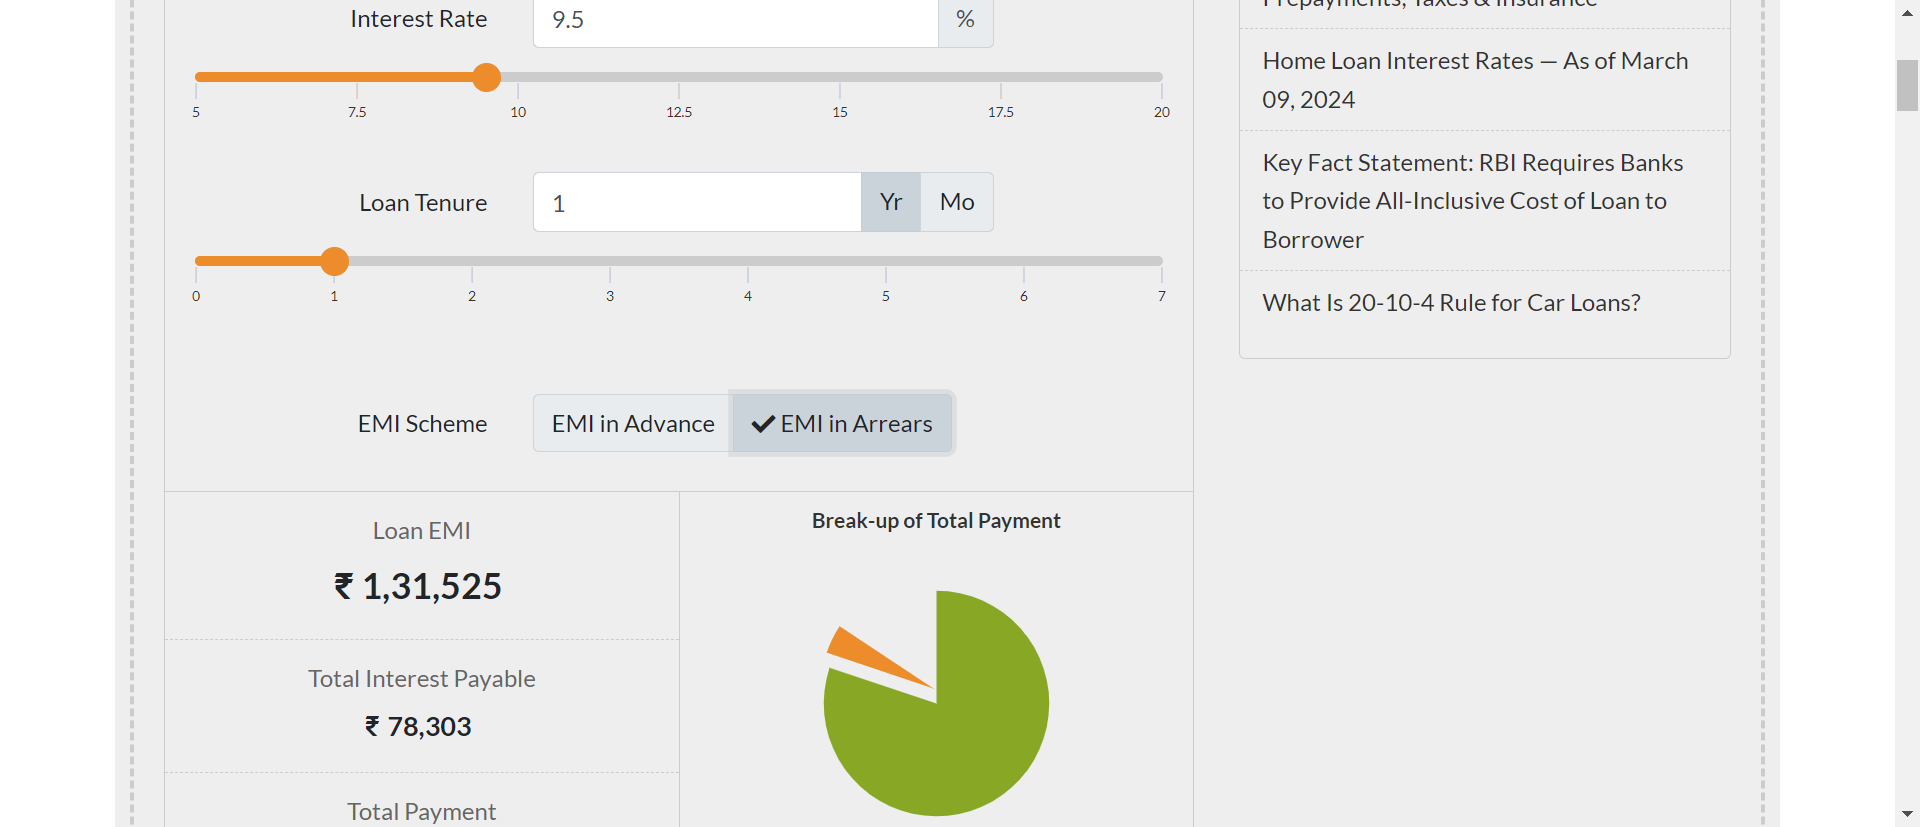 Interest Rate
9.5
%
5 7.5 10 12.5 15 17.5 20
Loan Tenure
1
Yr
Mo
0 1 2 3 4 5 6 7
EMI Scheme
EMI in Advance
EMI in Arrears
Loan EMI
₹ 1,31,525
Total Interest Payable
₹ 78,303
Total Payment
Break-up of Total Payment
Prepayments, Taxes & Insurance
Home Loan Interest Rates — As of March
09, 2024
Key Fact Statement: RBI Requires Banks
to Provide All-Inclusive Cost of Loan to
Borrower
What Is 20-10-4 Rule for Car Loans?